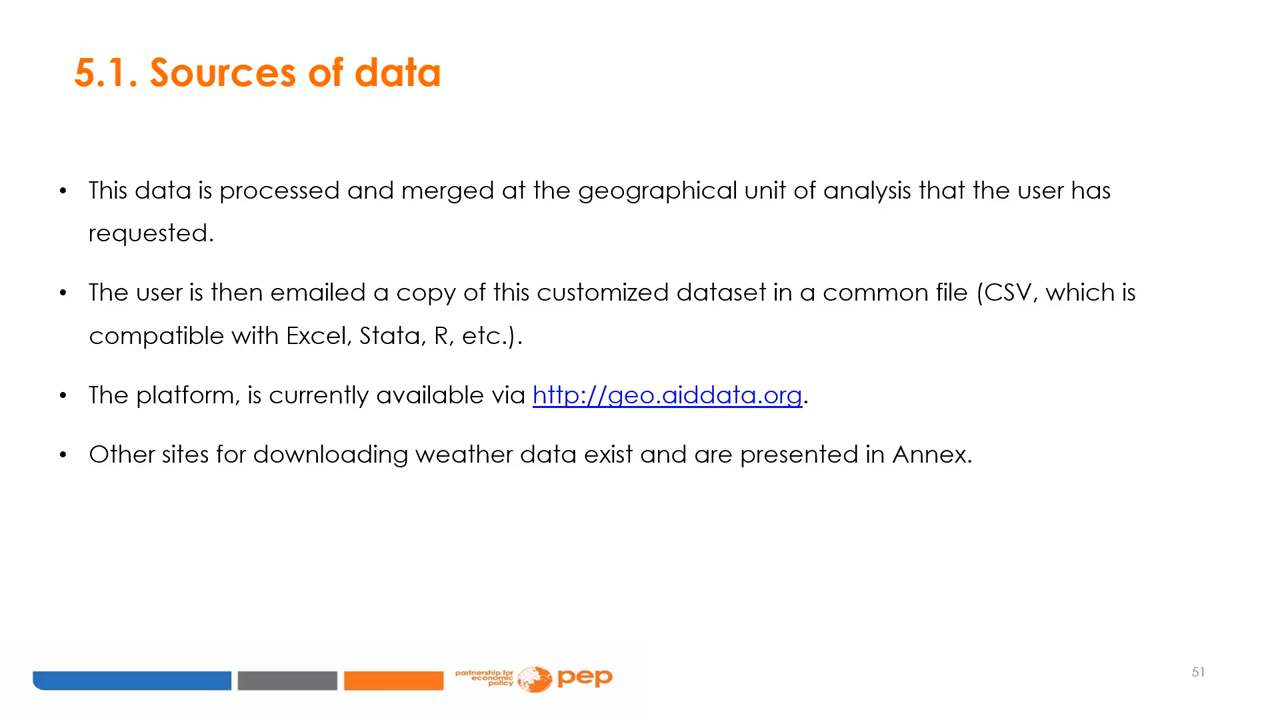 5.1. Sources of data
• This data is processed and merged at the geographical unit of analysis that the user has
requested.
• The user is then emailed a copy of this customized dataset in a common file (CSV, which is
compatible with Excel, Stata, R, etc.).
• The platform, is currently available via http://geo.aiddata.org.
• Other sites for downloading weather data exist and are presented in Annex.
partnership for
economic
policy
pep
51